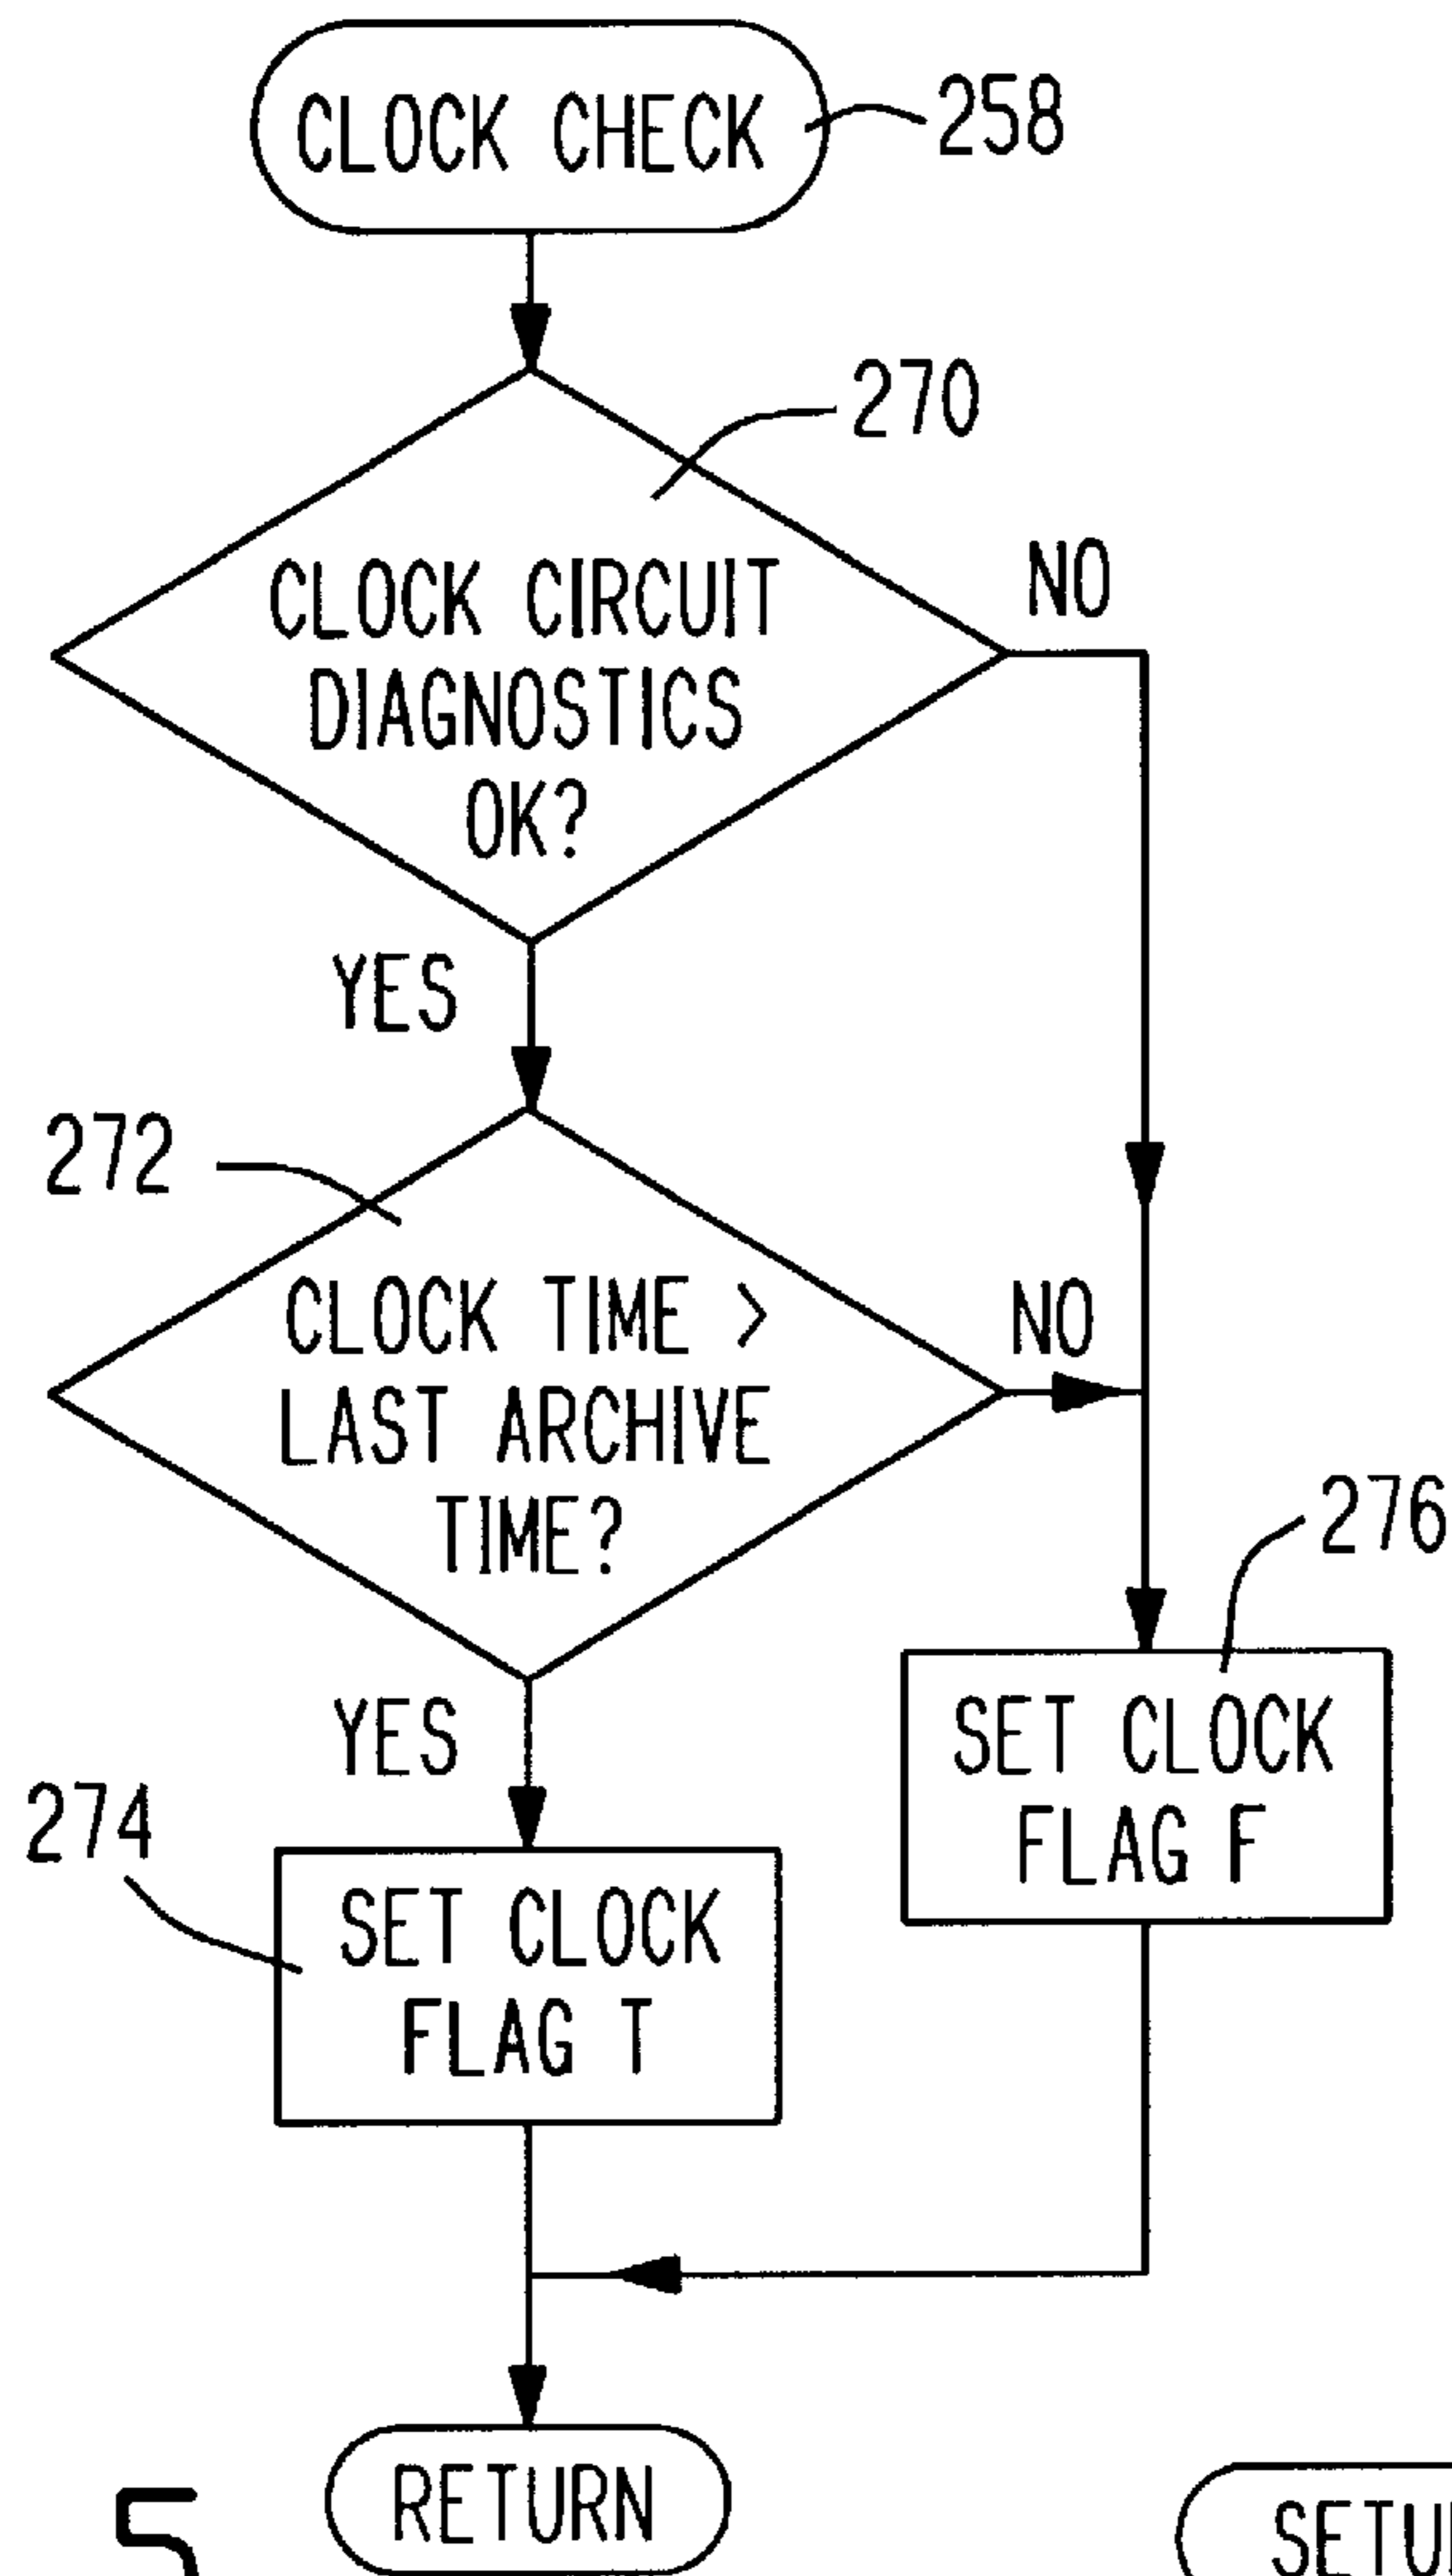 CLOCK CHECK
258
270
CLOCK CIRCUIT
DIAGNOSTICS
OK?
NO
YES
272
CLOCK TIME >
LAST ARCHIVE
TIME?
NO
276
YES
SET CLOCK
FLAG F
274
SET CLOCK
FLAG T
RETURN
5